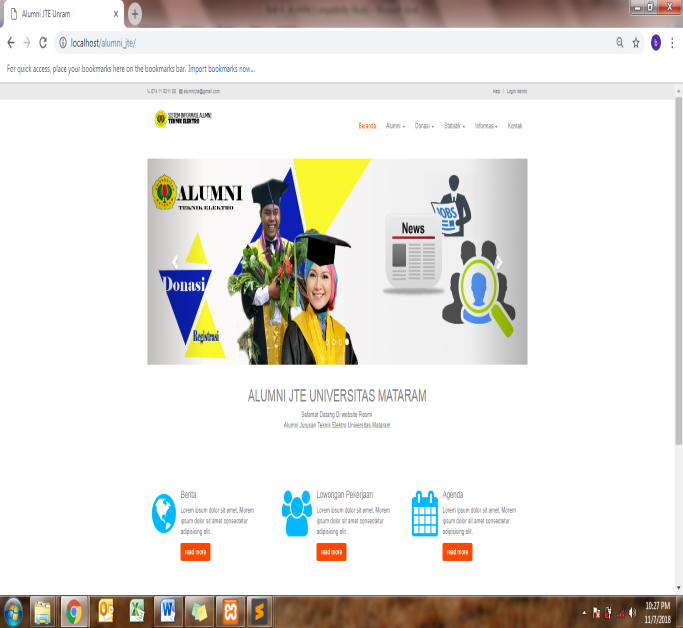 Alumni JTE Unram
localhost/alumni_jte/
b
For quick access, place your bookmarks here on the bookmarks bar. Import bookmarks now...
alumnijte@gmail.com
Help | Login Admin
SISTEM INFORMASI ALUMNI
TEKNIK ELEKTRO
Beranda Alumni Donasi Statistik Informasi Kontak
ALUMNI
TEKNIK ELEKTRO
JOBS
News
Donasi
Registrasi
ALUMNI JTE UNIVERSITAS MATARAM
Selamat Datang Di website Resmi
Alumni Jurusan Teknik Elektro Universitas Mataram
Berita
Lorem ipsum dolor sit amet, Morem
ipsum dolor sit amet consectetur
adipisicing elit.
read more
Lowongan Pekerjaan
Lorem ipsum dolor sit amet, Morem
ipsum dolor sit amet consectetur
adipisicing elit.
read more
Agenda
Lorem ipsum dolor sit amet, Morem
ipsum dolor sit amet consectetur
adipisicing elit.
read more
10:27 PM
11/7/2018